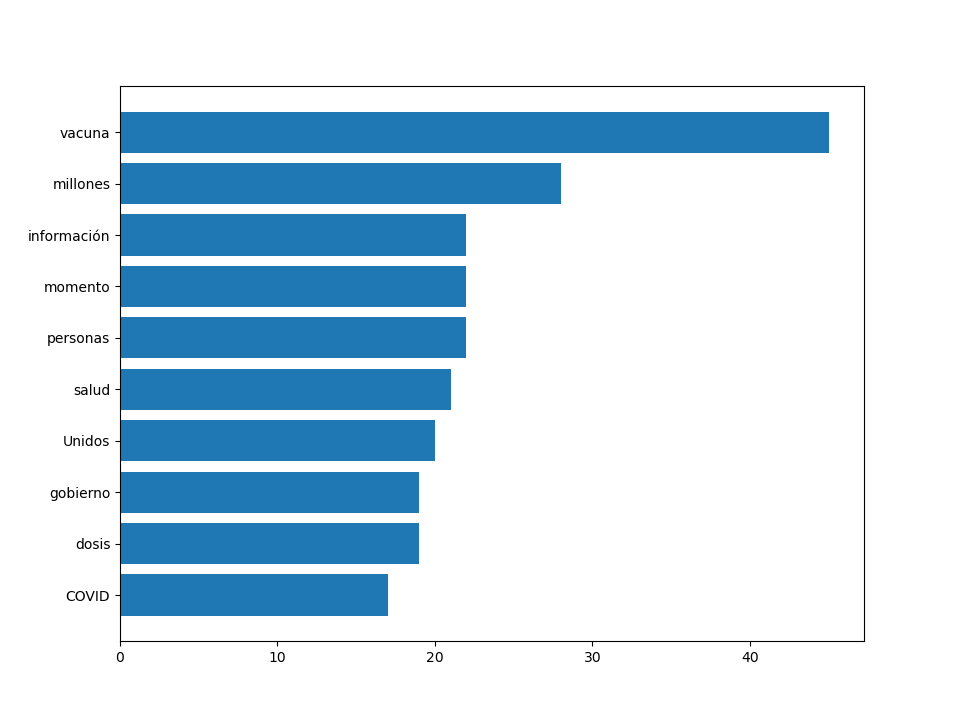 vacuna
millones
información
momento
personas
salud
Unidos
gobierno
dosis
COVID
0 10 20 30 40